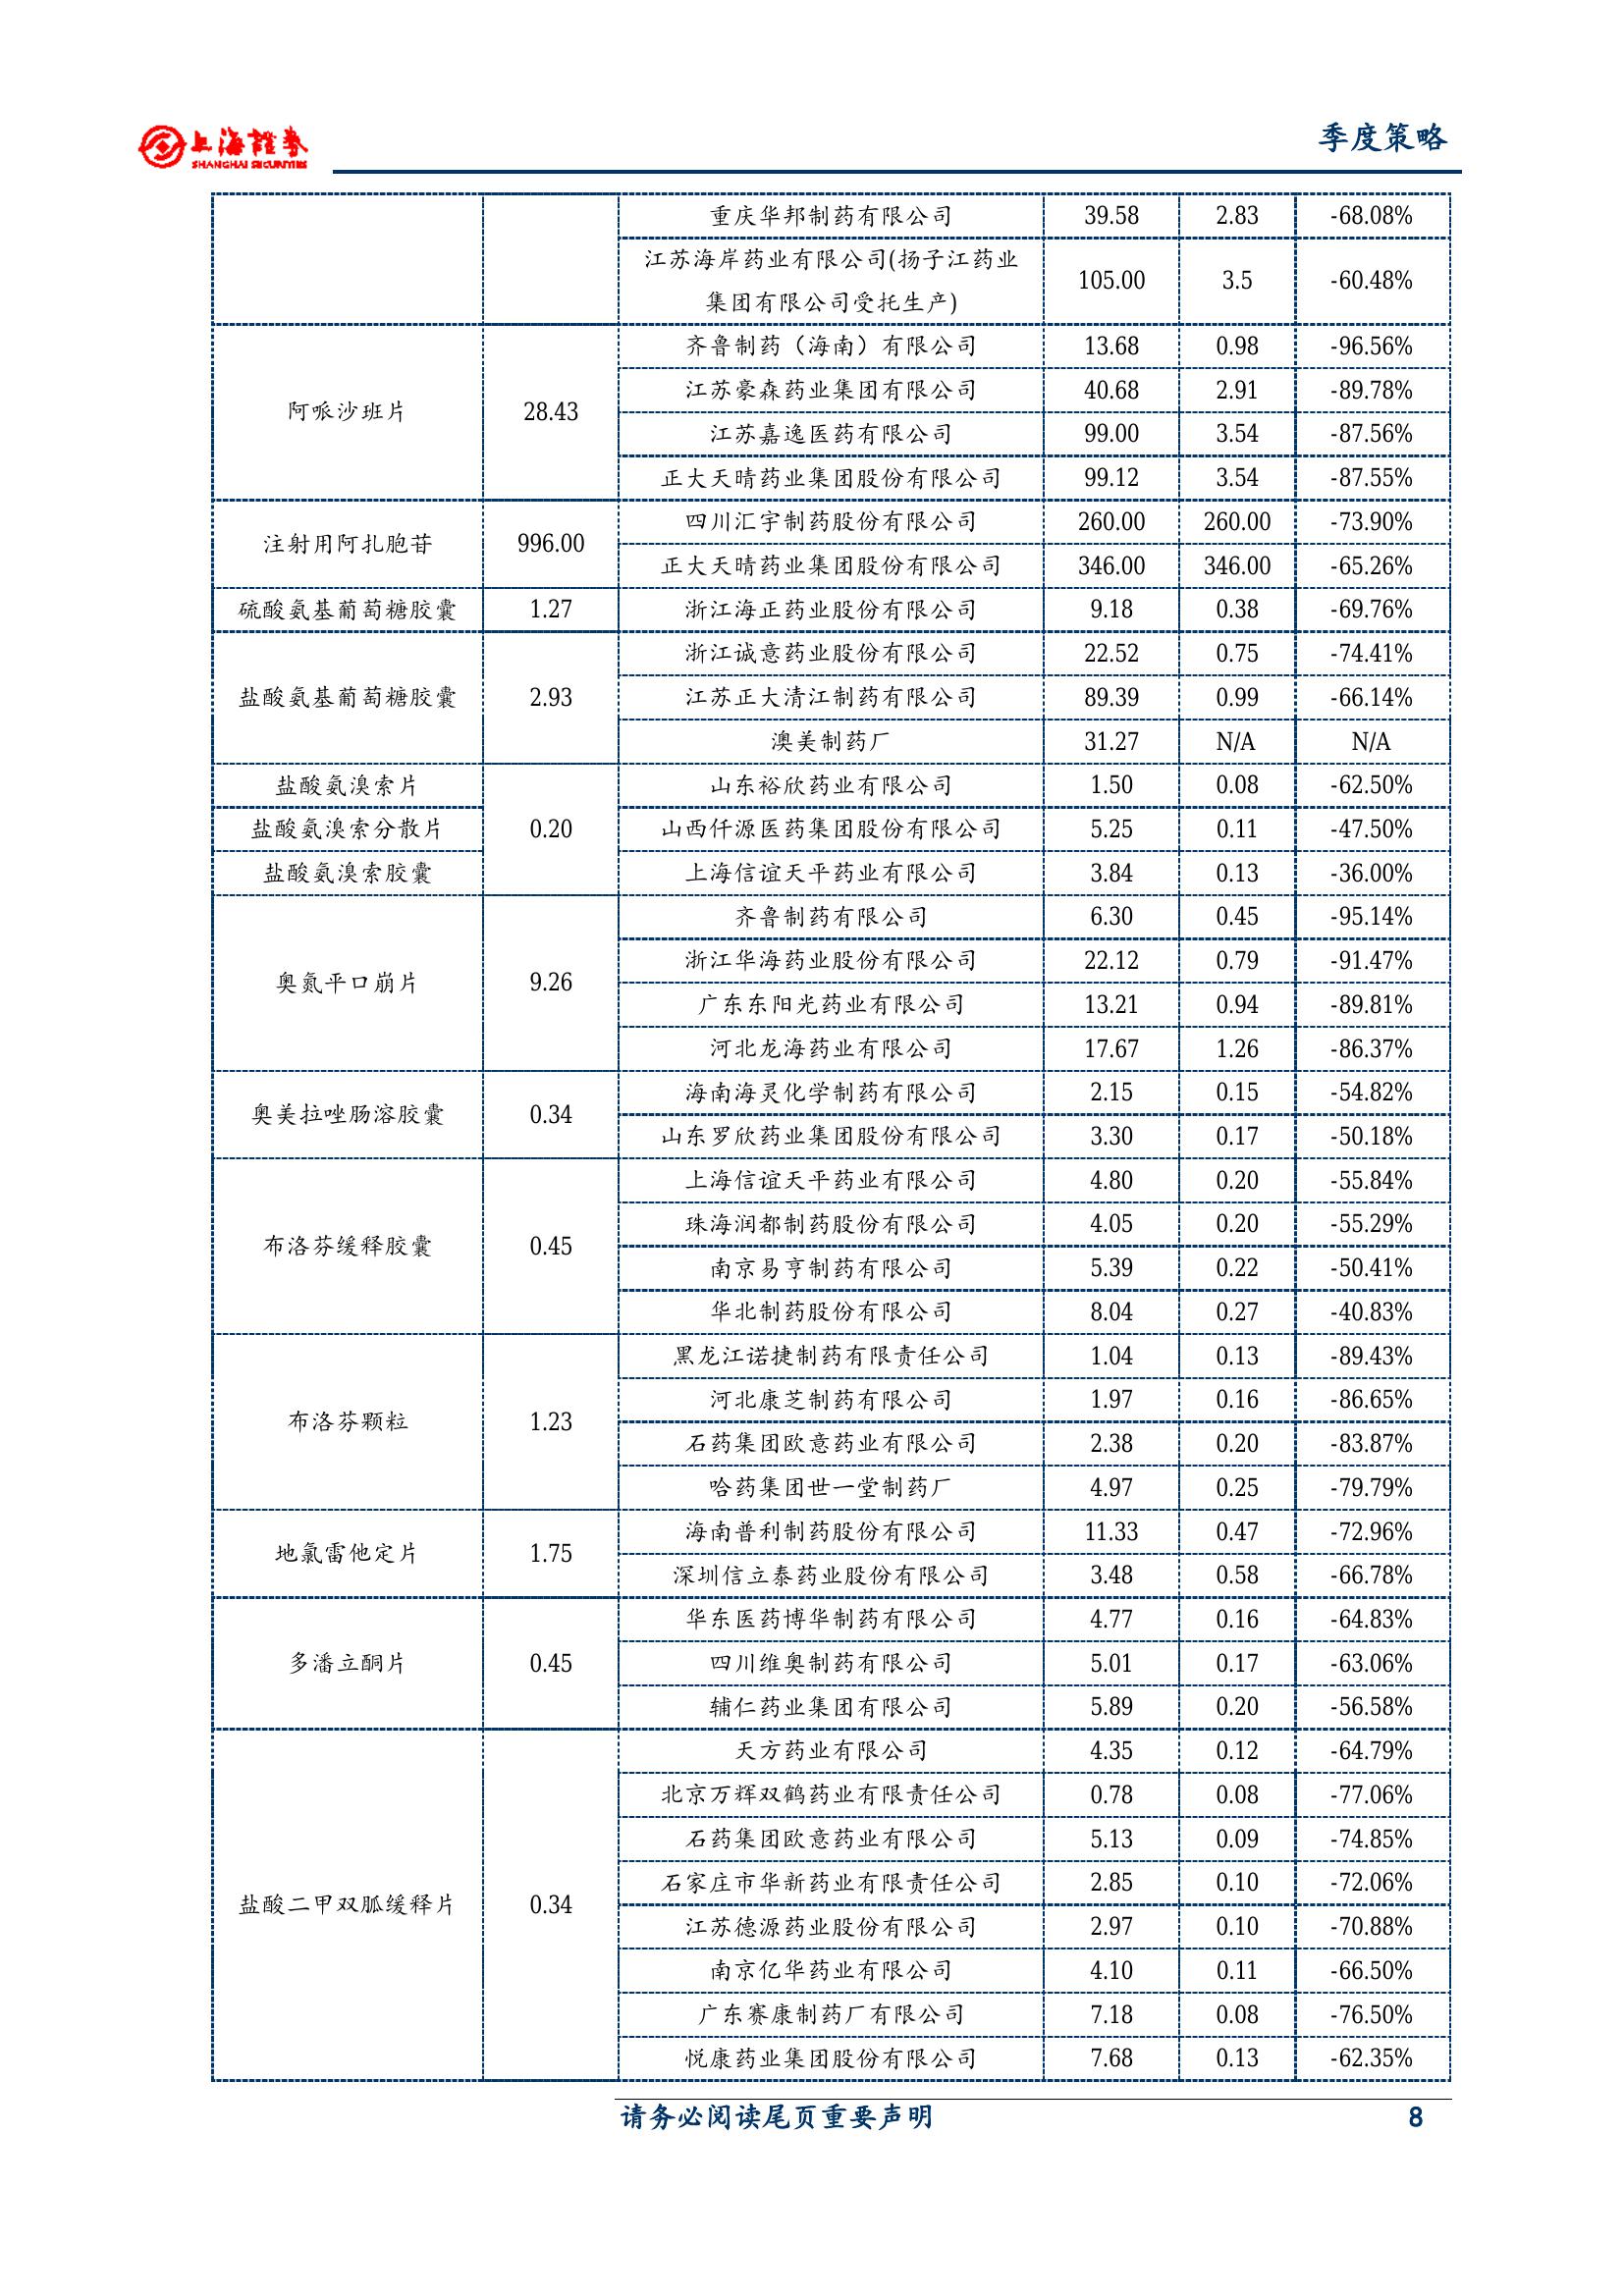 上海證券
SHANGHAI SECURITIES
季度策略
重庆华邦制药有限公司 39.58 2.83 -68.08%
江苏海岸药业有限公司(扬子江药业
集团有限公司受托生产) 105.00 3.5 -60.48%
阿哌沙班片 28.43 齐鲁制药（海南）有限公司 13.68 0.98 -96.56%
江苏豪森药业集团有限公司 40.68 2.91 -89.78%
江苏嘉逸医药有限公司 99.00 3.54 -87.56%
正大天晴药业集团股份有限公司 99.12 3.54 -87.55%
注射用阿扎胞苷 996.00 四川汇宇制药股份有限公司 260.00 260.00 -73.90%
正大天晴药业集团股份有限公司 346.00 346.00 -65.26%
硫酸氨基葡萄糖胶囊 1.27 浙江海正药业股份有限公司 9.18 0.38 -69.76%
盐酸氨基葡萄糖胶囊 2.93 浙江诚意药业股份有限公司 22.52 0.75 -74.41%
江苏正大清江制药有限公司 89.39 0.99 -66.14%
澳美制药厂 31.27 N/A N/A
盐酸氨溴索片 0.20 山东裕欣药业有限公司 1.50 0.08 -62.50%
盐酸氨溴索分散片 山西仟源医药集团股份有限公司 5.25 0.11 -47.50%
盐酸氨溴索胶囊 上海信谊天平药业有限公司 3.84 0.13 -36.00%
奥氮平口崩片 9.26 齐鲁制药有限公司 6.30 0.45 -95.14%
浙江华海药业股份有限公司 22.12 0.79 -91.47%
广东东阳光药业有限公司 13.21 0.94 -89.81%
河北龙海药业有限公司 17.67 1.26 -86.37%
奥美拉唑肠溶胶囊 0.34 海南海灵化学制药有限公司 2.15 0.15 -54.82%
山东罗欣药业集团股份有限公司 3.30 0.17 -50.18%
布洛芬缓释胶囊 0.45 上海信谊天平药业有限公司 4.80 0.20 -55.84%
珠海润都制药股份有限公司 4.05 0.20 -55.29%
南京易亨制药有限公司 5.39 0.22 -50.41%
华北制药股份有限公司 8.04 0.27 -40.83%
布洛芬颗粒 1.23 黑龙江诺捷制药有限责任公司 1.04 0.13 -89.43%
河北康芝制药有限公司 1.97 0.16 -86.65%
石药集团欧意药业有限公司 2.38 0.20 -83.87%
哈药集团世一堂制药厂 4.97 0.25 -79.79%
地氯雷他定片 1.75 海南普利制药股份有限公司 11.33 0.47 -72.96%
深圳信立泰药业股份有限公司 3.48 0.58 -66.78%
多潘立酮片 0.45 华东医药博华制药有限公司 4.77 0.16 -64.83%
四川维奥制药有限公司 5.01 0.17 -63.06%
辅仁药业集团有限公司 5.89 0.20 -56.58%
盐酸二甲双胍缓释片 0.34 天方药业有限公司 4.35 0.12 -64.79%
北京万辉双鹤药业有限责任公司 0.78 0.08 -77.06%
石药集团欧意药业有限公司 5.13 0.09 -74.85%
石家庄市华新药业有限责任公司 2.85 0.10 -72.06%
江苏德源药业股份有限公司 2.97 0.10 -70.88%
南京亿华药业有限公司 4.10 0.11 -66.50%
广东赛康制药厂有限公司 7.18 0.08 -76.50%
悦康药业集团股份有限公司 7.68 0.13 -62.35%
请务必阅读尾页重要声明 8